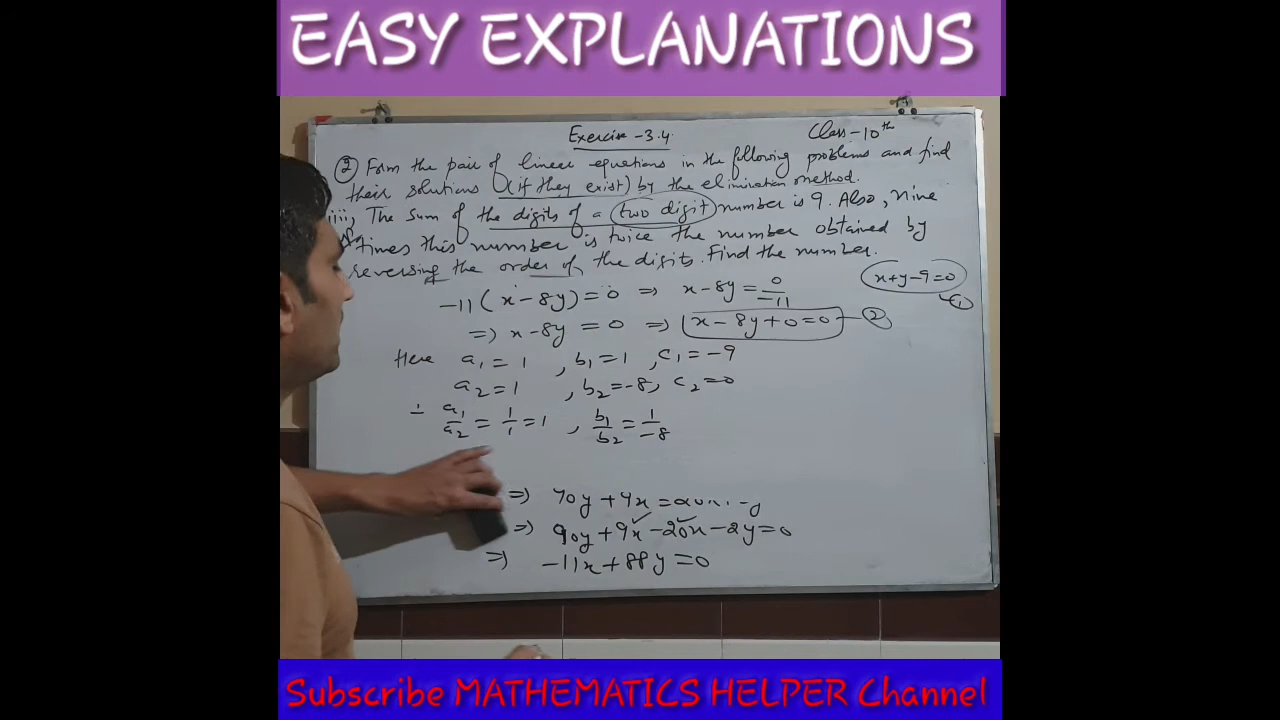 EASY EXPLANATIONS
Exercise - 3.4.
Class - 10th
② Form the pair of linear equations in the following problems and find
their solutions (if they exist) by the elimination method.
iii, The sum of the digits of a two digit number is 9. Also, nine
times this number is twice the number obtained by
reversing the order of the digits. Find the number.
x+y-9=0
①
-11(x-8y)=0 ⇒ x-8y = 0/-11
⇒ x-8y = 0 ⇒ x-8y+0=0 - ②
Here a₁ = 1, b₁=1, c₁ = -9
a₂ = 1, b₂ = -8, c₂ = 0
∴ a₁/a₂ = 1/1 = 1, b₁/b₂ = 1/-8
⇒ 90y+9x-20x-2y=0
⇒ -11x+88y=0
Subscribe MATHEMATICS HELPER Channel